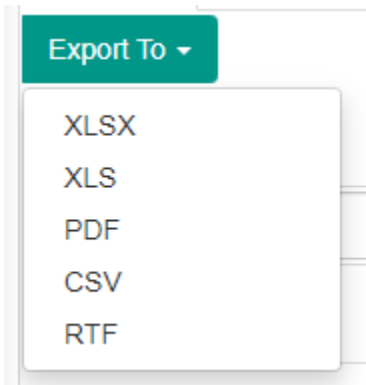 Export To
XLSX
XLS
PDF
CSV
RTF